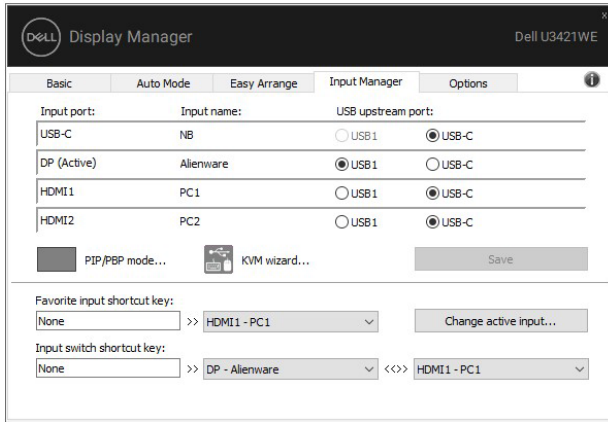 DELL Display Manager Dell U3421WE
Basic Auto Mode Easy Arrange Input Manager Options
Input port: Input name: USB upstream port:
USB-C NB USB1 USB-C
DP (Active) Alienware USB1 USB-C
HDMI1 PC1 USB1 USB-C
HDMI2 PC2 USB1 USB-C
PIP/PBP mode... KVM wizard... Save
Favorite input shortcut key:
None >> HDMI1 - PC1 Change active input...
Input switch shortcut key:
None >> DP - Alienware <<>> HDMI1 - PC1